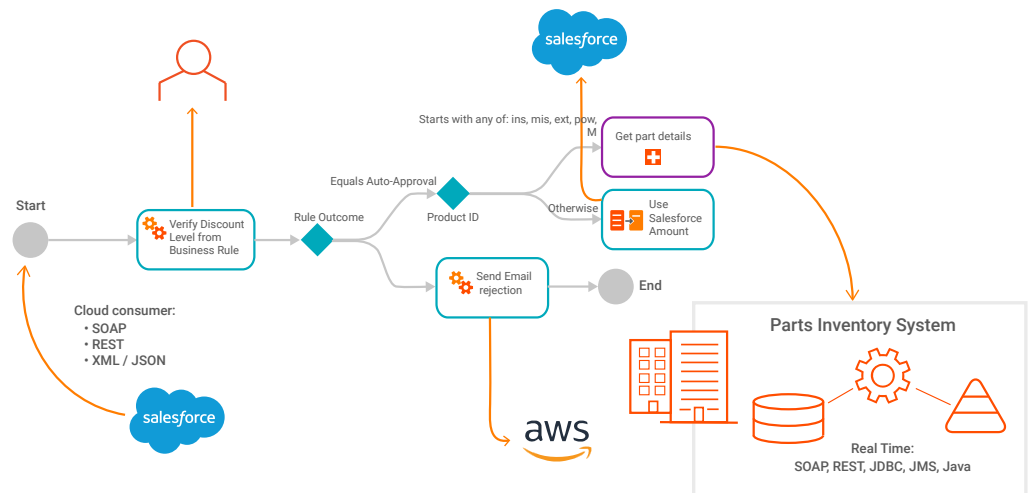 salesforce
Starts with any of: ins, mis, ext, pow,
M
Get part details
Equals Auto-Approval
Product ID
Otherwise
Use
Salesforce
Amount
Start
Verify Discount
Level from
Business Rule
Rule Outcome
Send Email
rejection
End
Cloud consumer:
• SOAP
• REST
• XML / JSON
salesforce
aws
Parts Inventory System
Real Time:
SOAP, REST, JDBC, JMS, Java